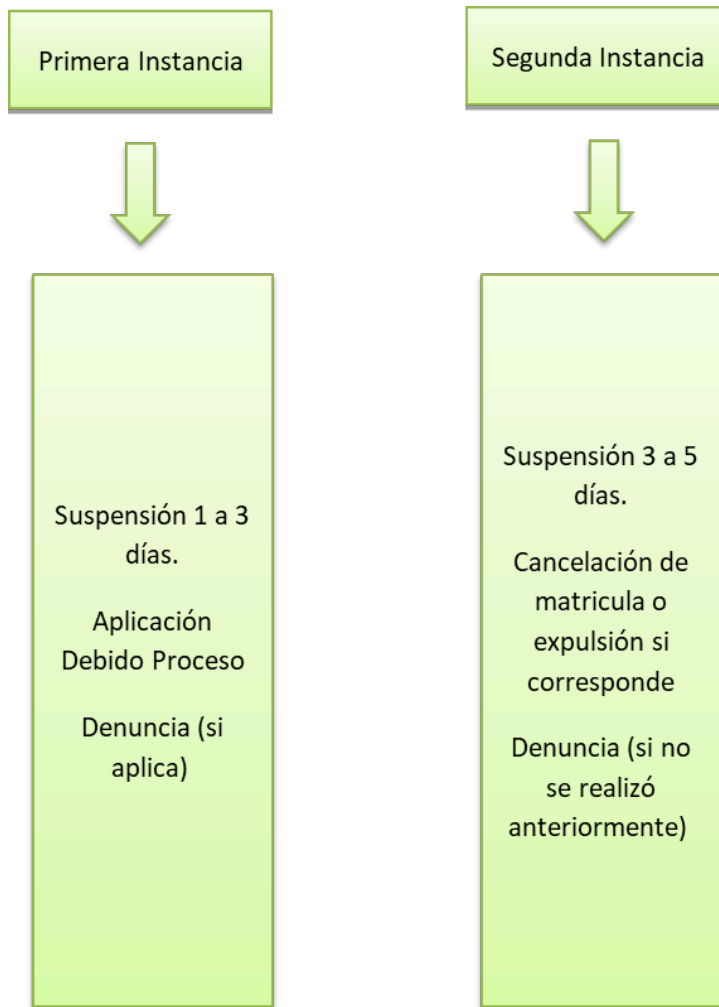 Primera Instancia
Suspensión 1 a 3
días.
Aplicación
Debido Proceso
Denuncia (si
aplica)
Segunda Instancia
Suspensión 3 a 5
días.
Cancelación de
matricula o
expulsión si
corresponde
Denuncia (si no
se realizó
anteriormente)